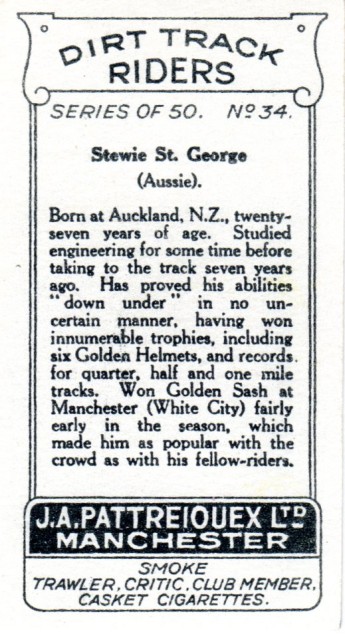 DIRT TRACK
RIDERS
SERIES OF 50. No 34.
Stewie St. George
(Aussie).
Born at Auckland, N.Z., twenty-
seven years of age. Studied
engineering for some time before
taking to the track seven years
ago. Has proved his abilities
"down under" in no un-
certain manner, having won
innumerable trophies, including
six Golden Helmets, and records
for quarter, half and one mile
tracks. Won Golden Sash at
Manchester (White City) fairly
early in the season, which
made him as popular with the
crowd as with his fellow-riders.
J.A. PATTREIOUEX LTD
MANCHESTER
SMOKE
TRAWLER, CRITIC, CLUB MEMBER,
CASKET CIGARETTES.